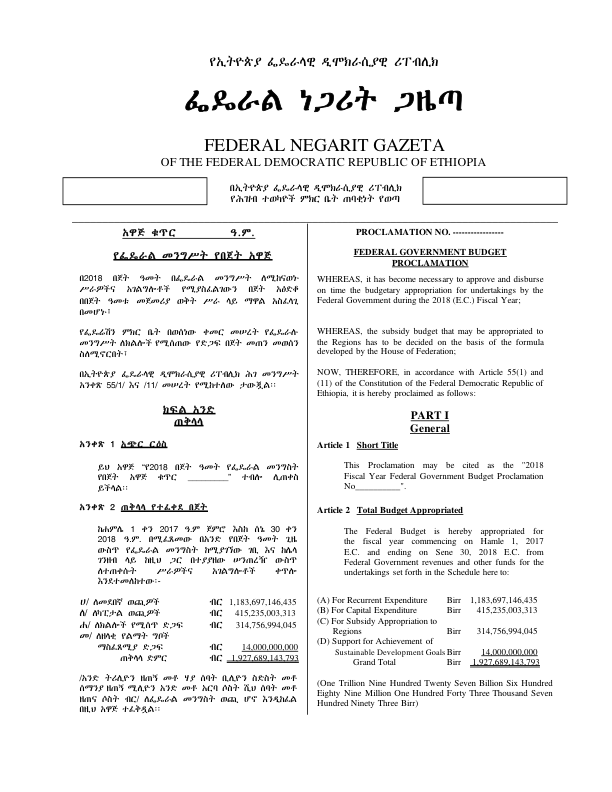 የኢትዮጵያ ፌዴራላዊ ዲሞክራሲያዊ ሪፐብሊክ
ፌዴራል ነጋሪት ጋዜጣ
FEDERAL NEGARIT GAZETA
OF THE FEDERAL DEMOCRATIC REPUBLIC OF ETHIOPIA
በኢትዮጵያ ፌዴራላዊ ዲሞክራሲያዊ ሪፐብሊክ
የሕዝብ ተወካዮች ምክር ቤት ጠባቂነት የወጣ
አዋጅ ቁጥር ዓ.ም.
የፌዴራል መንግሥት የበጀት አዋጅ
በ2018 በጀት ዓመት በፌዴራል መንግሥት ለሚከናወኑ
ሥራዎችና አገልግሎቶች የሚያስፈልገውን በጀት አፅድቆ
በበጀት ዓመቱ መጀመሪያ ወቅት ሥራ ላይ ማዋል አስፈላጊ
በመሆኑ፣
የፌዴሬሽን ምክር ቤት በወሰነው ቀመር መሠረት የፌዴራሉ
መንግሥት ለክልሎች የሚሰጠው የድጋፍ በጀት መጠን መወሰን
ስለሚኖርበት፣
በኢትዮጵያ ፌዴራላዊ ዲሞክራሲያዊ ሪፐብሊክ ሕገ መንግሥት
አንቀጽ 55/1/ እና /11/ መሠረት የሚከተለው ታውጇል፡፡
ክፍል አንድ
ጠቅላላ
አንቀጽ 1 አጭር ርዕስ
ይህ አዋጅ "የ2018 በጀት ዓመት የፌዴራል መንግስት
የበጀት አዋጅ ቁጥር _________" ተብሎ ሊጠቀስ
ይችላል፡፡
አንቀጽ 2 ጠቅላላ የተፈቀደ በጀት
ከሐምሌ 1 ቀን 2017 ዓ.ም ጀምሮ እስከ ሰኔ 30 ቀን
2018 ዓ.ም. በሚፈጸመው በአንድ የበጀት ዓመት ጊዜ
ውስጥ የፌዴራል መንግስት ከሚያገኘው ገቢ እና ከሌላ
ገንዘብ ላይ ከዚህ ጋር በተያያዘው ሠንጠረዥ ውስጥ
ለተጠቀሱት ሥራዎችና አገልግሎቶች ቀጥሎ
እንደተመለከተው፡-
ሀ/ ለመደበኛ ወጪዎች ብር 1,183,697,146,435
ለ/ ለካፒታል ወጪዎች ብር 415,235,003,313
ሐ/ ለክልሎች የሚሰጥ ድጋፍ ብር 314,756,994,045
መ/ ለዘላቂ የልማት ግቦች
ማስፈጸሚያ ድጋፍ ብር 14,000,000,000
ጠቅላላ ድምር ብር 1,927,689,143,793
/አንድ ትሪሊዮን ዘጠኝ መቶ ሃያ ሰባት ቢሊዮን ስድስት መቶ
ሰማንያ ዘጠኝ ሚሊዮን አንድ መቶ አርባ ሶስት ሺህ ሰባት መቶ
ዘጠና ሶስት ብር/ ለፌዴራል መንግስት ወጪ ሆኖ እንዲከፈል
በዚህ አዋጅ ተፈቅዷል፡፡
PROCLAMATION NO. -----------------
FEDERAL GOVERNMENT BUDGET
PROCLAMATION
WHEREAS, it has become necessary to approve and disburse
on time the budgetary appropriation for undertakings by the
Federal Government during the 2018 (E.C.) Fiscal Year;
WHEREAS, the subsidy budget that may be appropriated to
the Regions has to be decided on the basis of the formula
developed by the House of Federation;
NOW, THEREFORE, in accordance with Article 55(1) and
(11) of the Constitution of the Federal Democratic Republic of
Ethiopia, it is hereby proclaimed as follows:
PART I
General
Article 1 Short Title
This Proclamation may be cited as the "2018
Fiscal Year Federal Government Budget Proclamation
No__________".
Article 2 Total Budget Appropriated
The Federal Budget is hereby appropriated for
the fiscal year commencing on Hamle 1, 2017
E.C. and ending on Sene 30, 2018 E.C. from
Federal Government revenues and other funds for the
undertakings set forth in the Schedule here to:
(A) For Recurrent Expenditure Birr 1,183,697,146,435
(B) For Capital Expenditure Birr 415,235,003,313
(C) For Subsidy Appropriation to
Regions Birr 314,756,994,045
(D) Support for Achievement of
Sustainable Development Goals Birr 14,000,000,000
Grand Total Birr 1,927,689,143,793
(One Trillion Nine Hundred Twenty Seven Billion Six Hundred
Eighty Nine Million One Hundred Forty Three Thousand Seven
Hundred Ninety Three Birr)